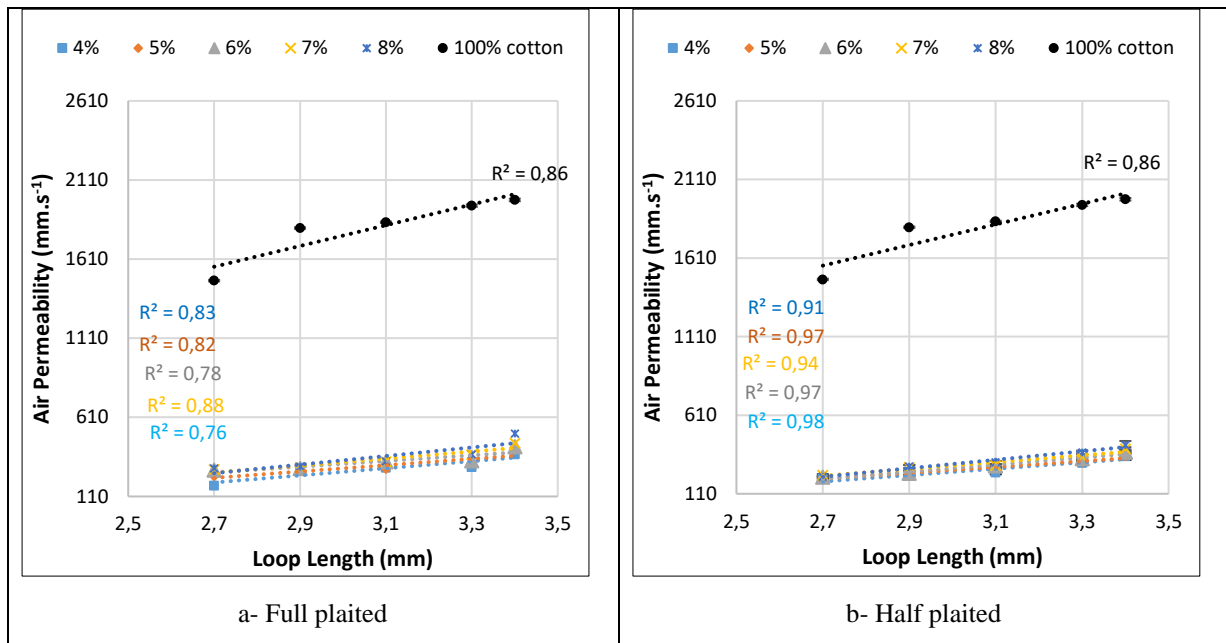 4% 5% 6% 7% 8% 100% cotton
2610
2110
1610
1110
610
110
Air Permeability (mm.s⁻¹)
R² = 0,86
R² = 0,83
R² = 0,82
R² = 0,78
R² = 0,88
R² = 0,76
2,5 2,7 2,9 3,1 3,3 3,5
Loop Length (mm)
a- Full plaited
4% 5% 6% 7% 8% 100% cotton
2610
2110
1610
1110
610
110
Air Permeability (mm.s⁻¹)
R² = 0,86
R² = 0,91
R² = 0,97
R² = 0,94
R² = 0,97
R² = 0,98
2,5 2,7 2,9 3,1 3,3 3,5
Loop Length (mm)
b- Half plaited